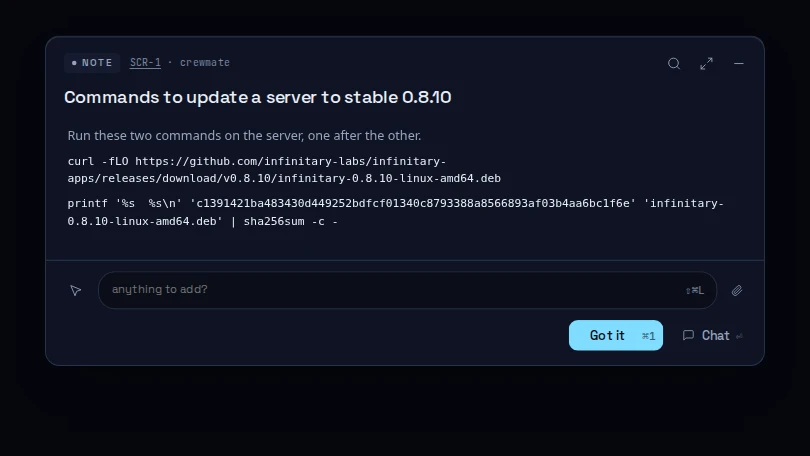 NOTE SCR-1 · crewmate
Commands to update a server to stable 0.8.10
Run these two commands on the server, one after the other.
curl -fLO https://github.com/infinitary-labs/infinitary-
apps/releases/download/v0.8.10/infinitary-0.8.10-linux-amd64.deb
printf '%s  %s\n' 'c1391421ba483430d449252bdfcf01340c8793388a8566893af03b4aa6bc1f6e' 'infinitary-
0.8.10-linux-amd64.deb' | sha256sum -c -
anything to add? ⇧⌘L
Got it ⌘1 Chat ↵